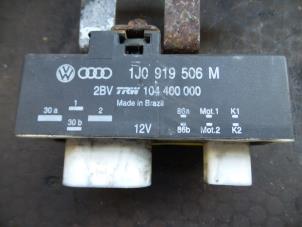 1J0 919 506 M
2BV TRW 104 400 000
Made in Brazil
1
30 a 2
30 b
12V
86a Mot.1 K1
86b Mot.2 K2